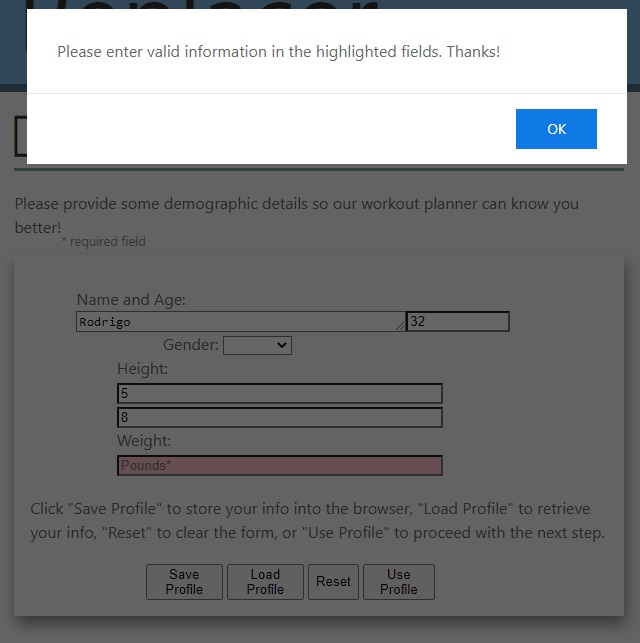 Please enter valid information in the highlighted fields. Thanks!
OK
Please provide some demographic details so our workout planner can know you
better!
* required field
Name and Age:
Rodrigo 32
Gender:
Height:
5
8
Weight:
Pounds*
Click "Save Profile" to store your info into the browser, "Load Profile" to retrieve
your info, "Reset" to clear the form, or "Use Profile" to proceed with the next step.
Save Profile
Load Profile
Reset
Use Profile